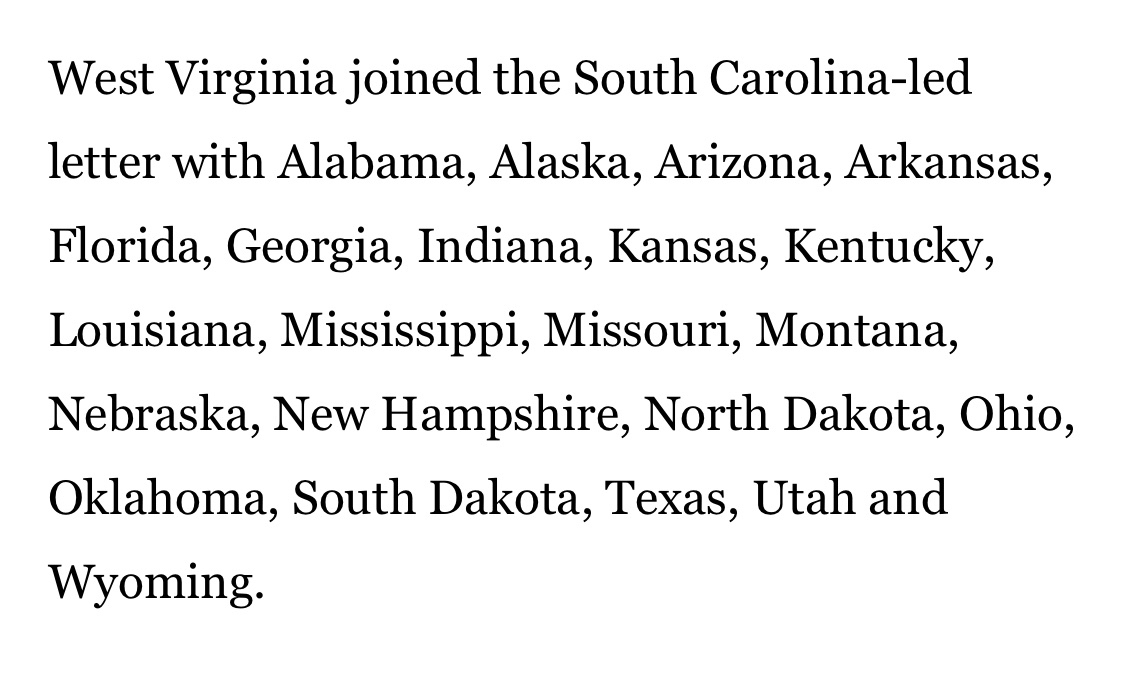 West Virginia joined the South Carolina-led
letter with Alabama, Alaska, Arizona, Arkansas,
Florida, Georgia, Indiana, Kansas, Kentucky,
Louisiana, Mississippi, Missouri, Montana,
Nebraska, New Hampshire, North Dakota, Ohio,
Oklahoma, South Dakota, Texas, Utah and
Wyoming.